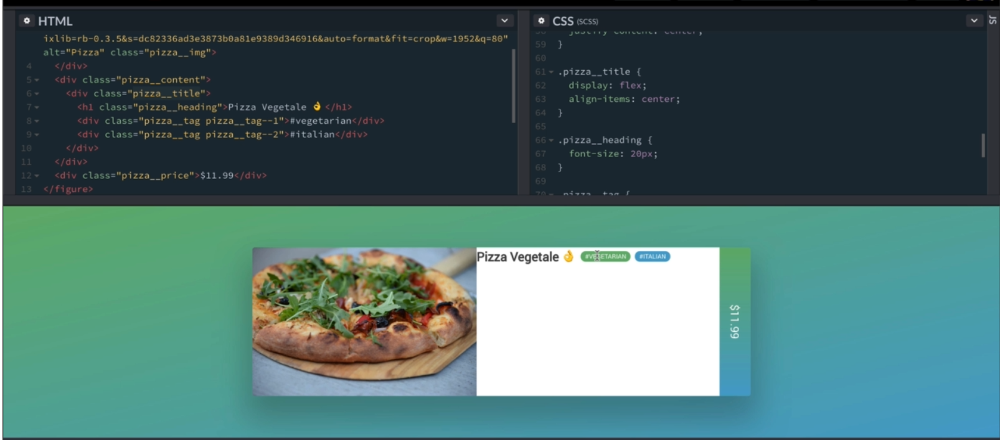 HTML
ixlib=rb-0.3.5&s=dc82336ad3e3873b0a81e9389d346916&auto=format&fit=crop&w=1952&q=80"
alt="Pizza" class="pizza__img">
4 </div>
5 <div class="pizza__content">
6 <div class="pizza__title">
7 <h1 class="pizza__heading">Pizza Vegetale 👌 </h1>
8 <div class="pizza__tag pizza__tag--1">#vegetarian</div>
9 <div class="pizza__tag pizza__tag--2">#italian</div>
10 </div>
11 </div>
12 <div class="pizza__price">$11.99</div>
13 </figure>
CSS (SCSS)
58 justify-content: center;
59 }
60
61 .pizza__title {
62 display: flex;
63 align-items: center;
64 }
65
66 .pizza__heading {
67 font-size: 20px;
68 }
69
70 .pizza__tag {
JS
Pizza Vegetale 👌 #VEGETARIAN #ITALIAN
$11.99